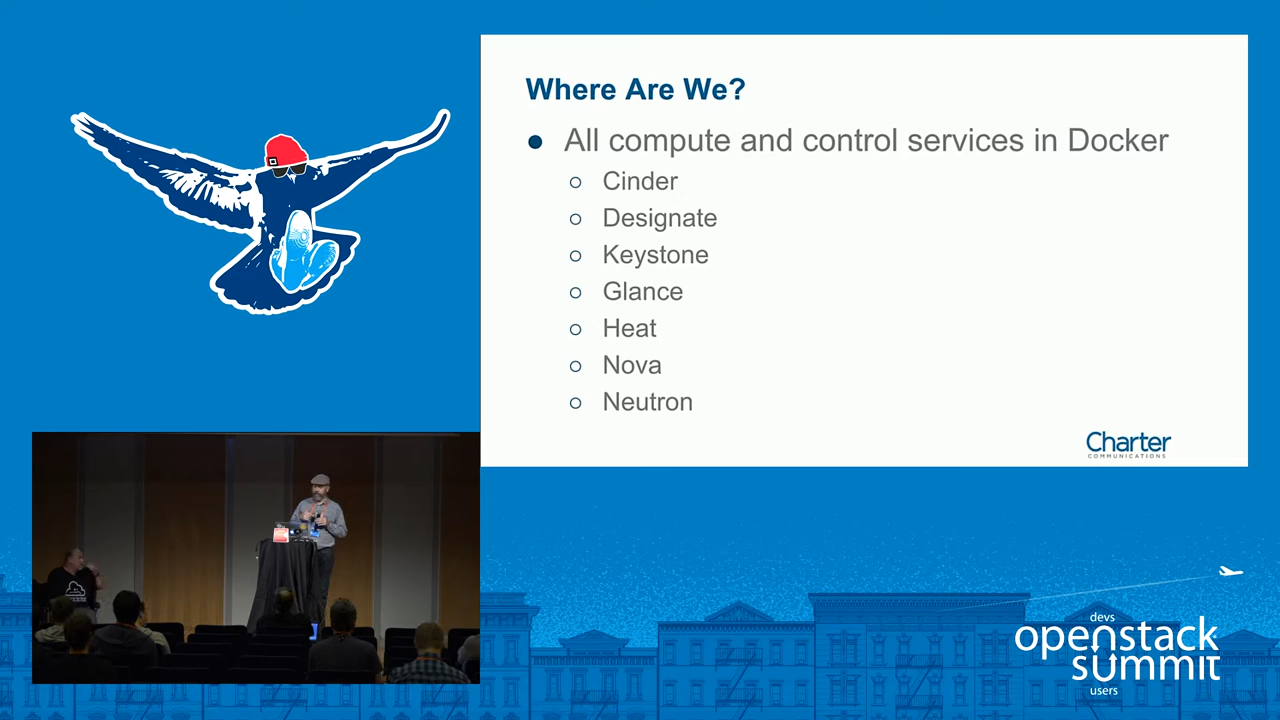 Where Are We?
● All compute and control services in Docker
○ Cinder
○ Designate
○ Keystone
○ Glance
○ Heat
○ Nova
○ Neutron
Charter
COMMUNICATIONS
devs
openstack
summit
users